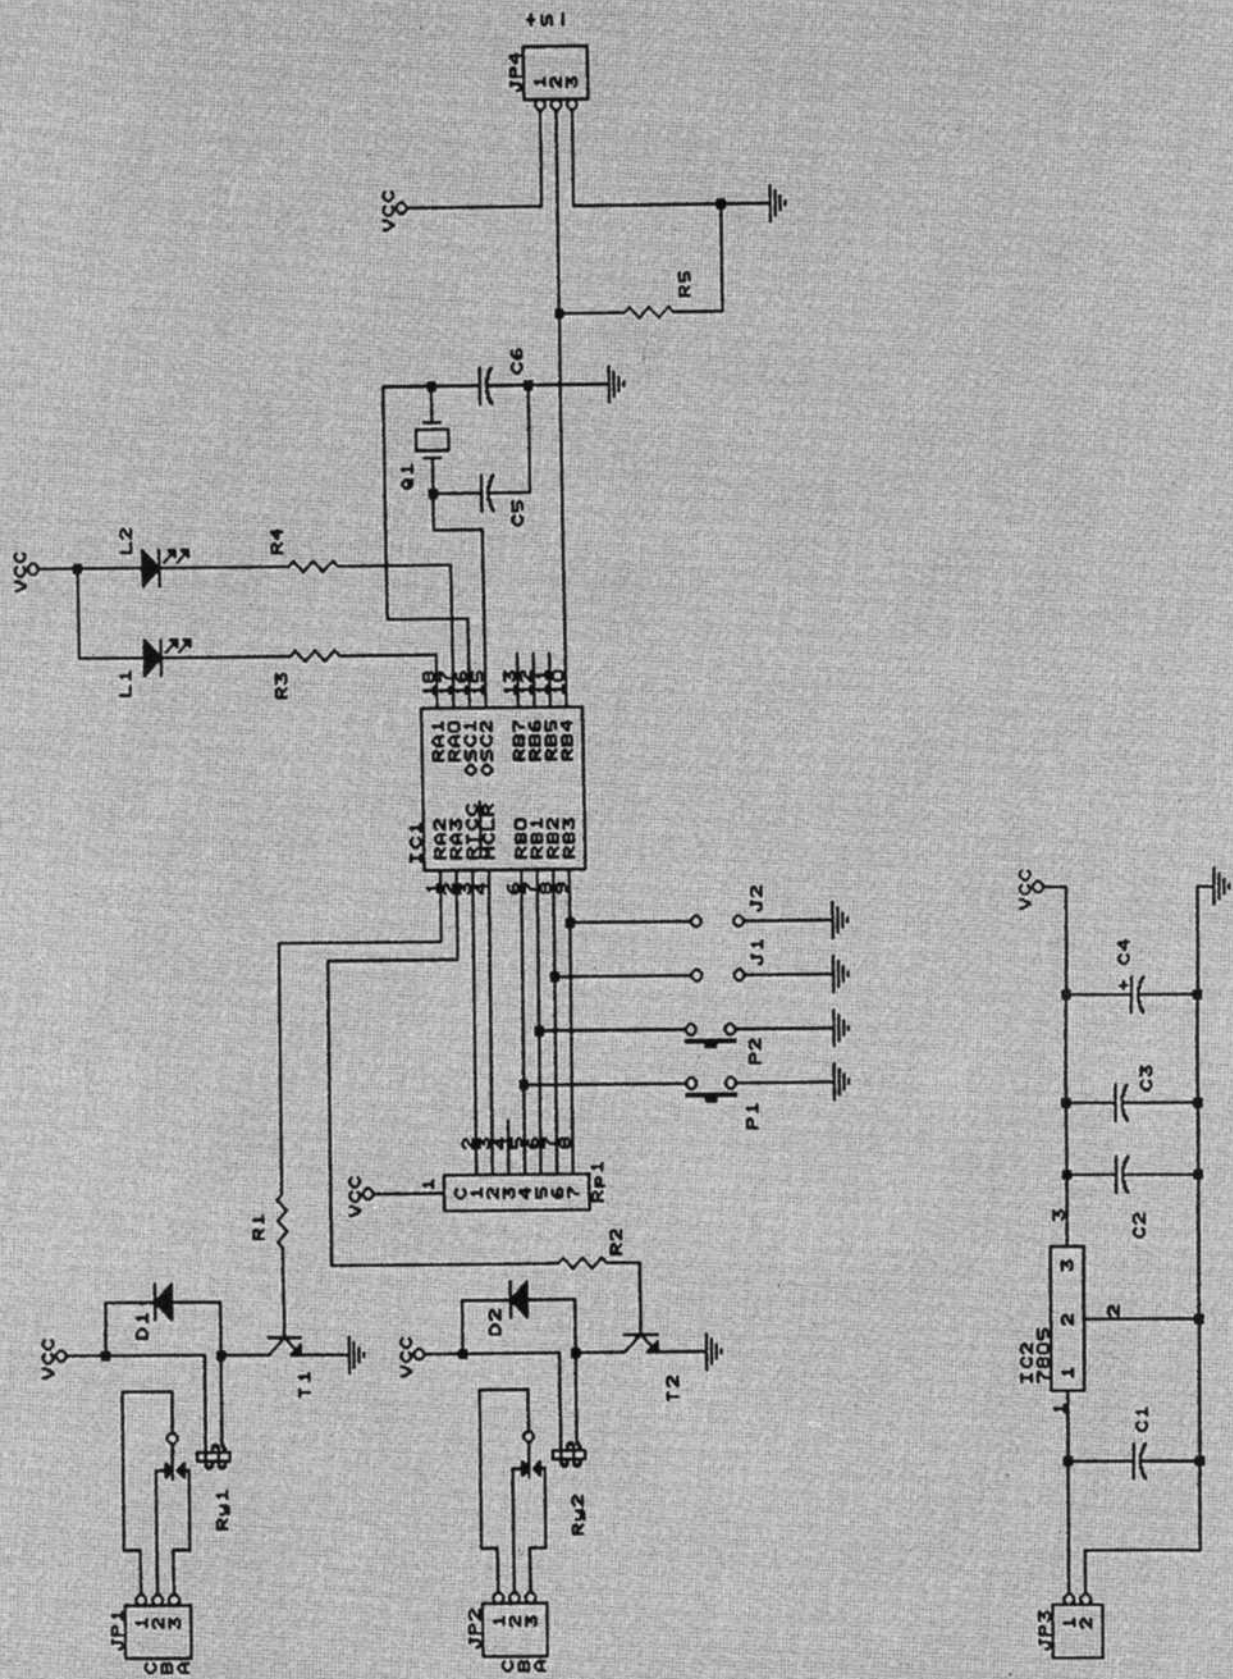 +S-
JP4
1
2
3
VCC
R5
C6
Q1
C5
VCC
L2
R4
L1
R3
18
17
16
15
13
12
11
10
RA1
RA0
OSC1
OSC2
RB7
RB6
RB5
RB4
IC1
RA2
RA3
RTCC
MCLR
RB0
RB1
RB2
RB3
1
2
3
4
6
7
8
9
J2
J1
P2
P1
2
3
4
5
6
7
8
VCC
1
C
1
2
3
4
5
6
7
RP1
R1
R2
VCC
D1
T1
Ry1
JP1
1
2
3
C
B
A
VCC
D2
T2
Ry2
JP2
1
2
3
C
B
A
VCC
C4
+
C3
C2
3
IC2
7805
1
2
3
2
1
C1
JP3
1
2